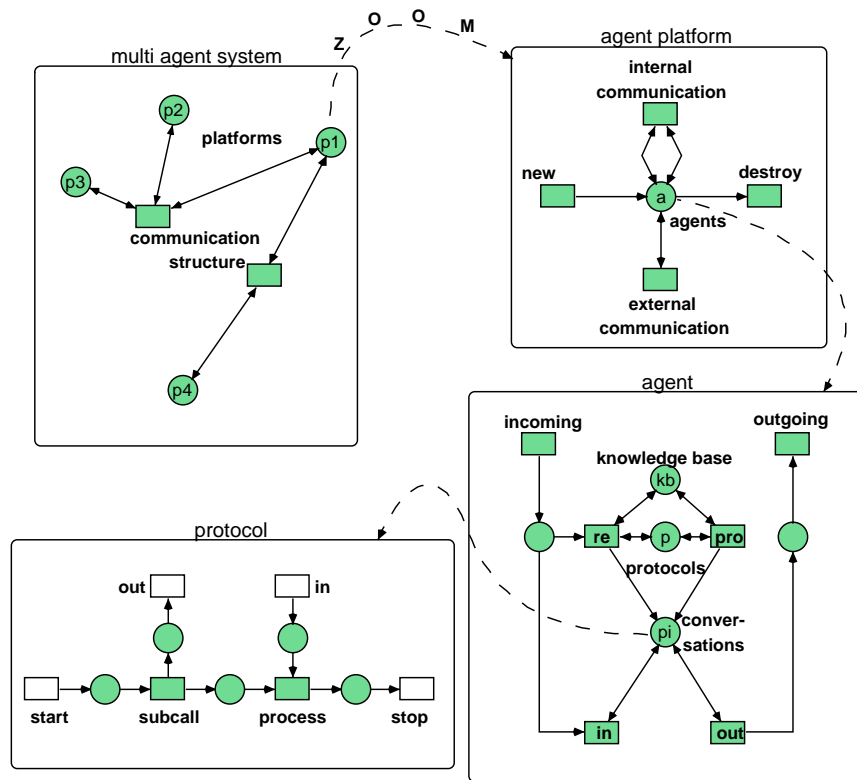 Z O O M
multi agent system
p2
platforms
p1
p3
communication
structure
p4
agent platform
internal
communication
new
destroy
a
agents
external
communication
agent
incoming
outgoing
knowledge base
kb
re
p
pro
protocols
pi
conver-
sations
in
out
protocol
out
in
start
subcall
process
stop